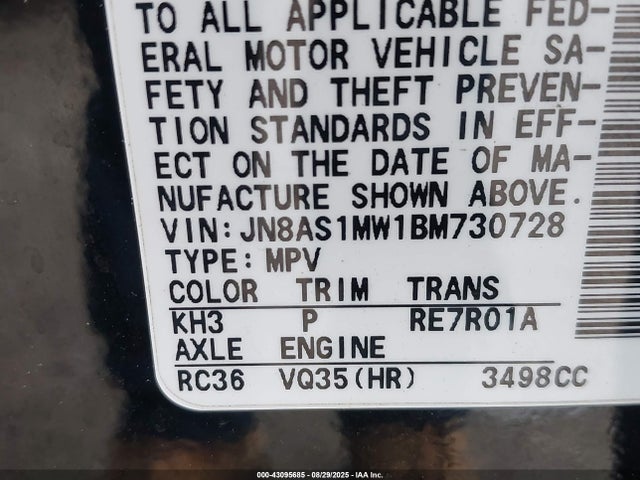 TO ALL APPLICABLE FED-
ERAL MOTOR VEHICLE SA-
FETY AND THEFT PREVEN-
TION STANDARDS IN EFF-
ECT ON THE DATE OF MA-
NUFACTURE SHOWN ABOVE.
VIN:JN8AS1MW1BM730728
TYPE:MPV
COLOR TRIM TRANS
KH3 P RE7R01A
AXLE ENGINE
RC36 VQ35(HR) 3498CC
000-43095685 - 08/29/2025 - IAA Inc.